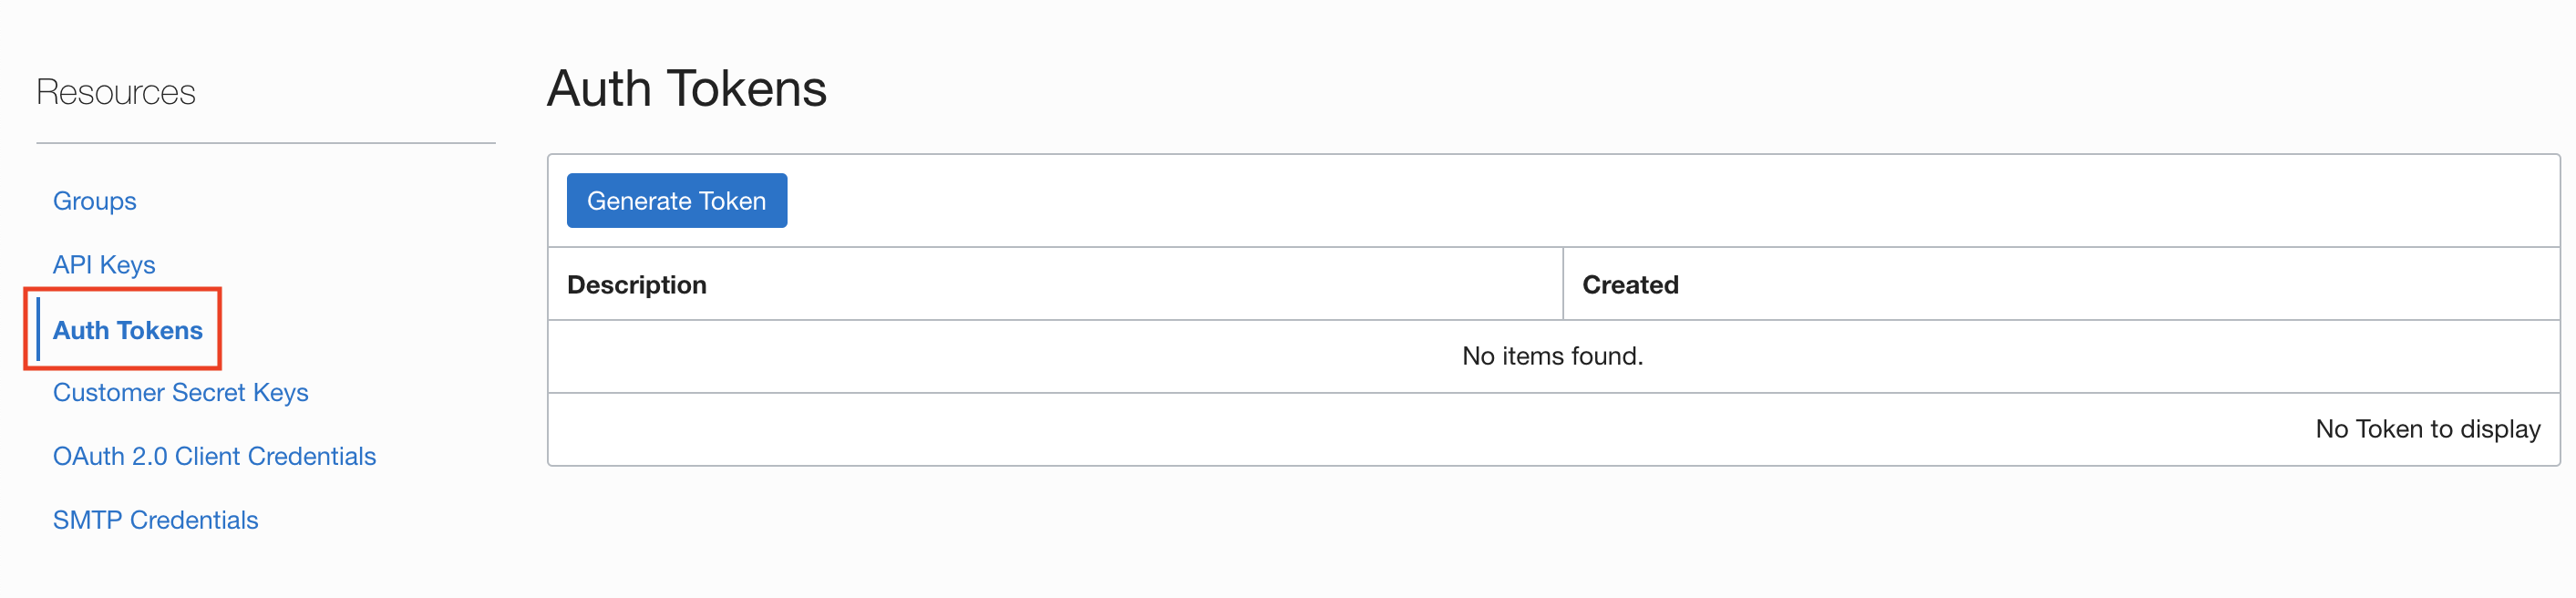 Resources
Groups
API Keys
Auth Tokens
Customer Secret Keys
OAuth 2.0 Client Credentials
SMTP Credentials
Auth Tokens
Generate Token
Description Created
No items found.
No Token to display